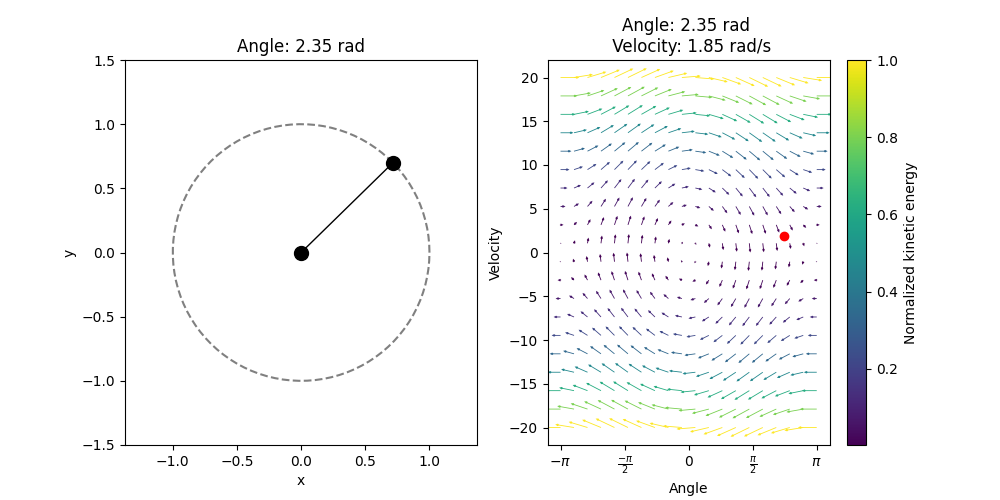 Angle: 2.35 rad
1.5
1.0
0.5
0.0
−0.5
−1.0
−1.5
y
−1.0
−0.5
0.0
0.5
1.0
x
Angle: 2.35 rad
Velocity: 1.85 rad/s
20
15
10
5
0
−5
−10
−15
−20
Velocity
−π
−π/2
0
π/2
π
Angle
1.0
0.8
0.6
0.4
0.2
Normalized kinetic energy